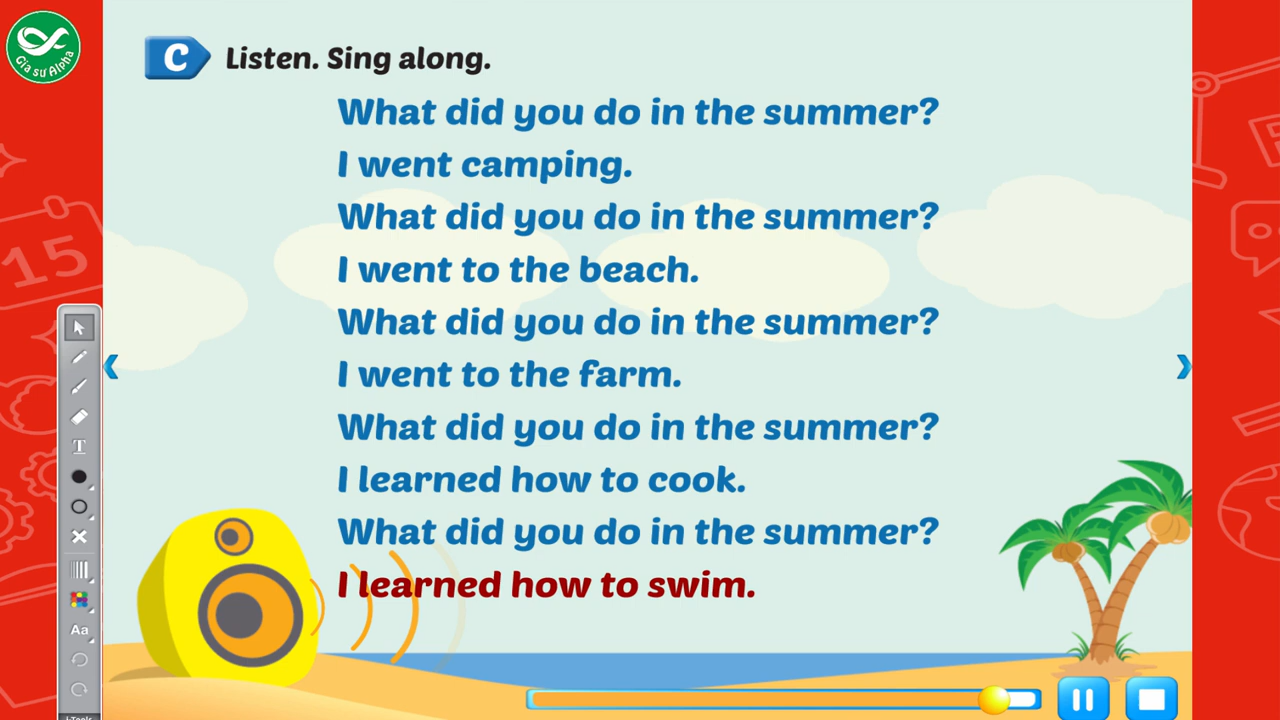 Gia sư Alpha
C Listen. Sing along.
What did you do in the summer?
I went camping.
What did you do in the summer?
I went to the beach.
What did you do in the summer?
I went to the farm.
What did you do in the summer?
I learned how to cook.
What did you do in the summer?
I learned how to swim.
15
T
Aa
i-Tools